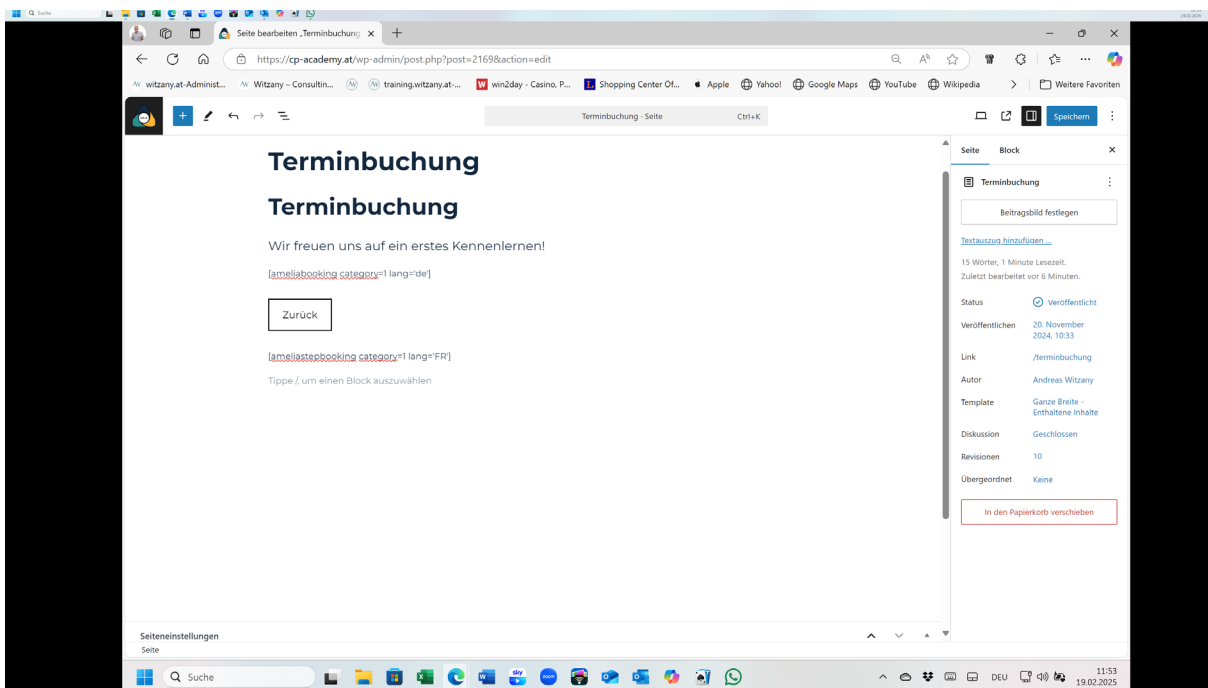 Suche
19.02.2025
Seite bearbeiten „Terminbuchung
https://cp-academy.at/wp-admin/post.php?post=2169&action=edit
witzany.at-Administ... Witzany – Consultin... training.witzany.at-... win2day - Casino, P... Shopping Center Of... Apple Yahoo! Google Maps YouTube Wikipedia Weitere Favoriten
Terminbuchung · Seite Ctrl+K Speichern
Seite Block
Terminbuchung
Terminbuchung
Wir freuen uns auf ein erstes Kennenlernen!
[ameliabooking category=1 lang='de']
Zurück
[ameliastepbooking category=1 lang='FR']
Tippe /, um einen Block auszuwählen
Terminbuchung
Beitragsbild festlegen
Textauszug hinzufügen ...
15 Wörter, 1 Minute Lesezeit.
Zuletzt bearbeitet vor 6 Minuten.
Status Veröffentlicht
Veröffentlichen 20. November
2024, 10:33
Link /terminbuchung
Autor Andreas Witzany
Template Ganze Breite -
Enthaltene Inhalte
Diskussion Geschlossen
Revisionen 10
Übergeordnet Keine
In den Papierkorb verschieben
Seiteneinstellungen
Seite
Suche
DEU
11:53
19.02.2025